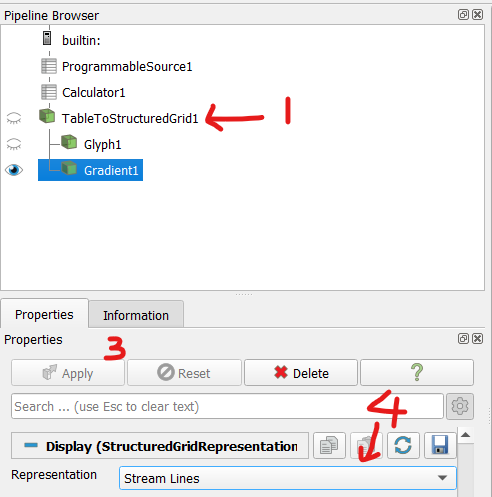 Pipeline Browser
builtin:
ProgrammableSource1
Calculator1
TableToStructuredGrid1
1
Glyph1
Gradient1
Properties
Information
Properties
3
Apply
Reset
Delete
?
Search ... (use Esc to clear text)
4
Display (StructuredGridRepresentation
Representation
Stream Lines